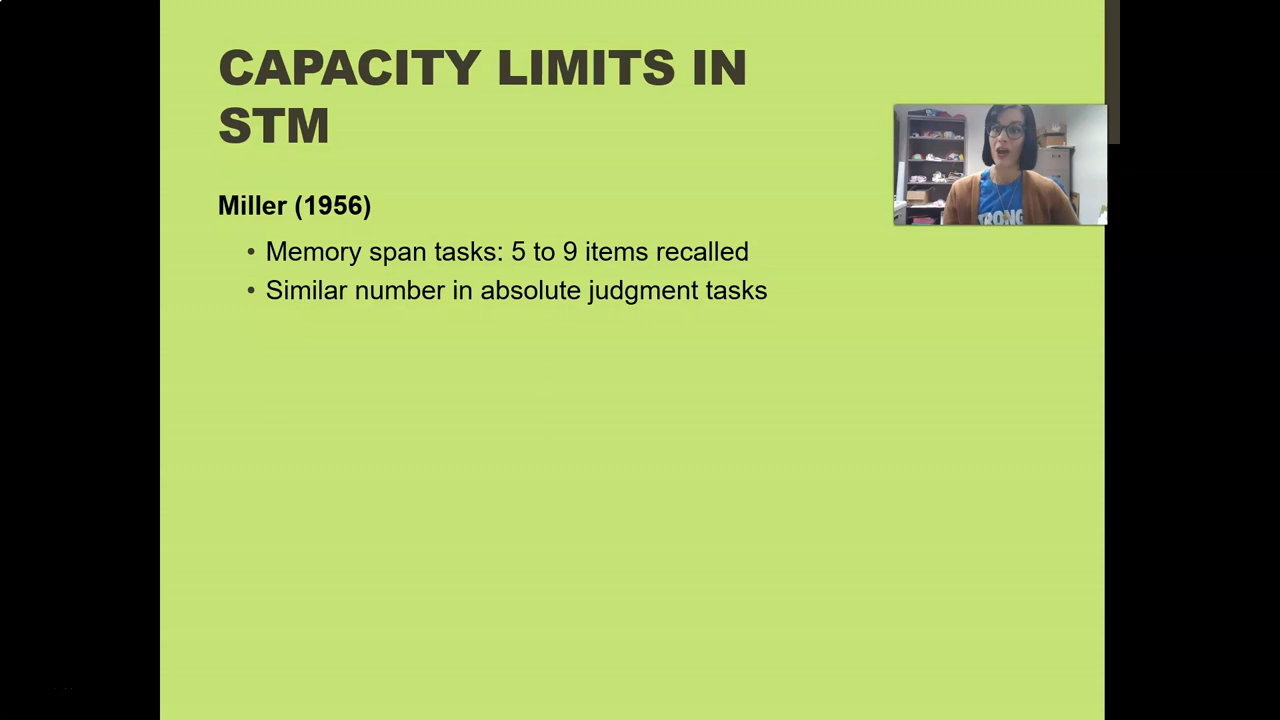 CAPACITY LIMITS IN
STM
Miller (1956)
• Memory span tasks: 5 to 9 items recalled
• Similar number in absolute judgment tasks
TRONG